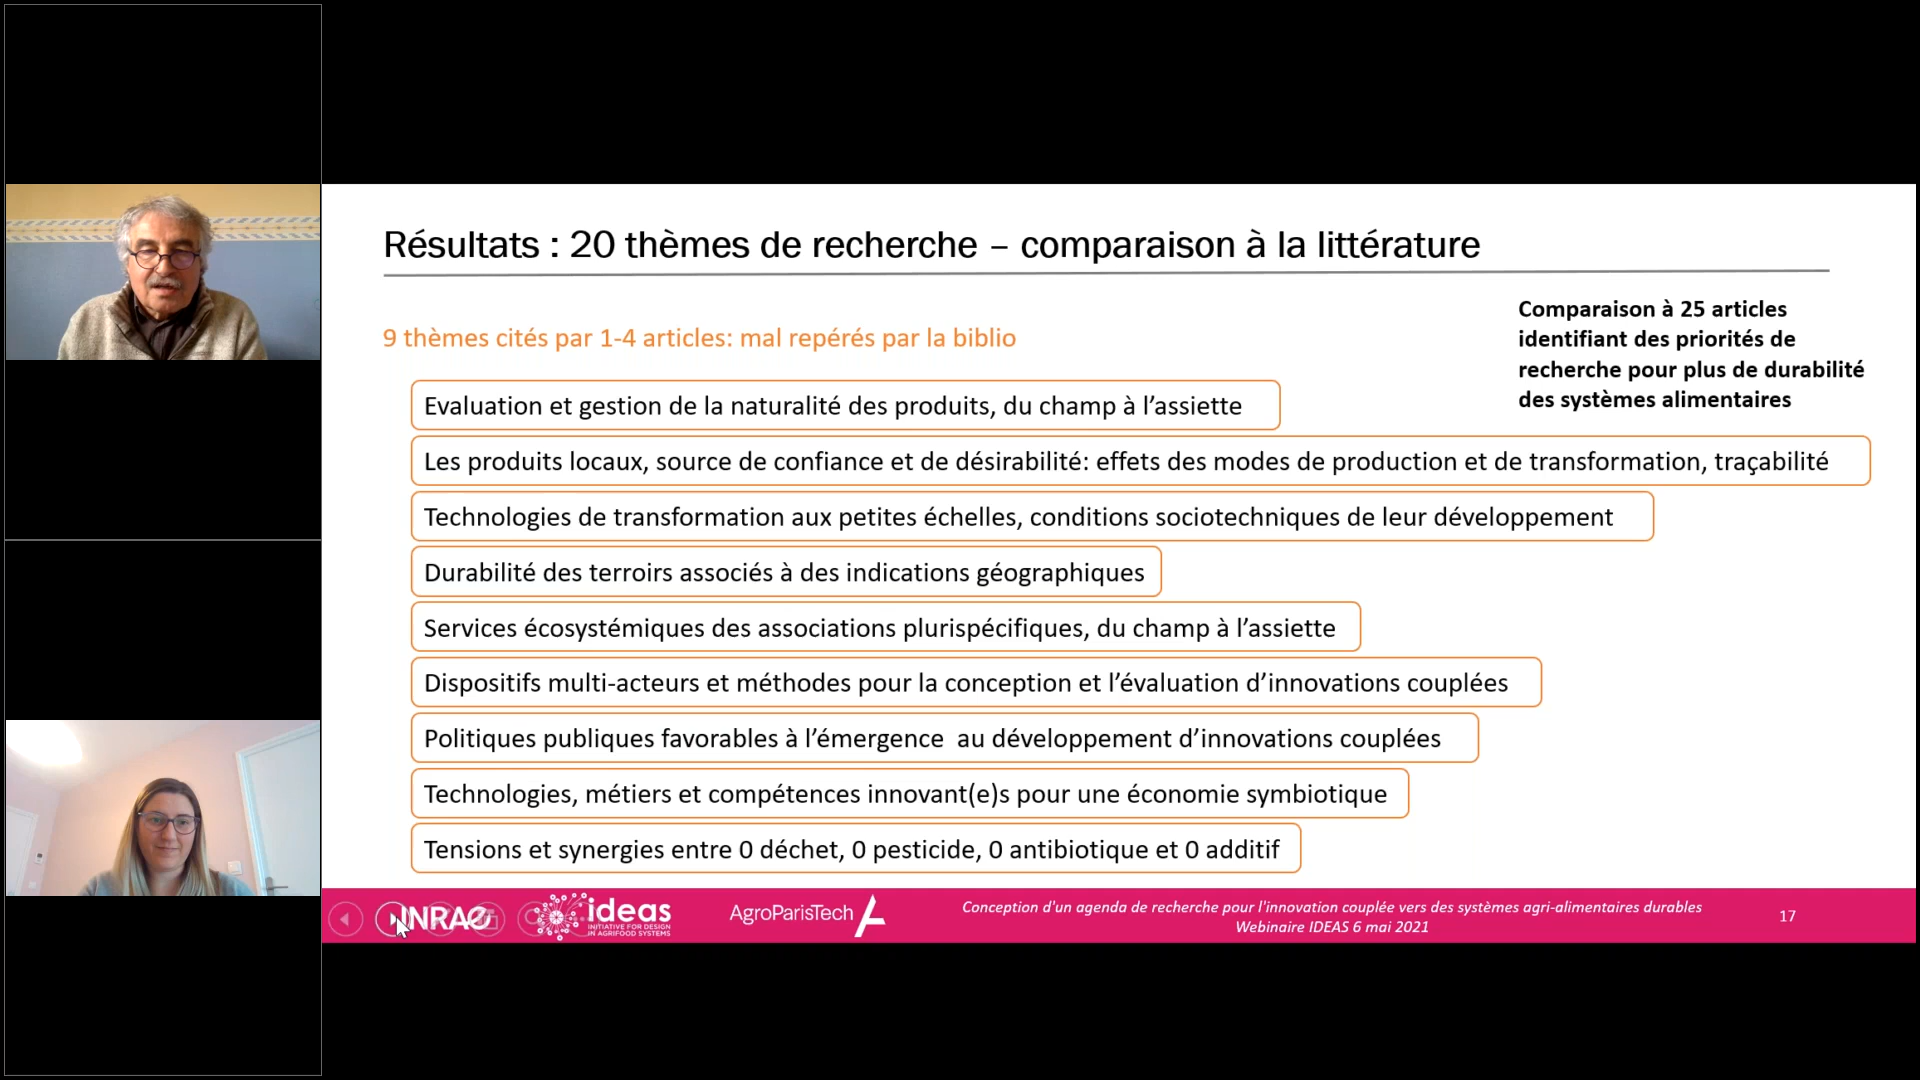 Résultats : 20 thèmes de recherche – comparaison à la littérature
Comparaison à 25 articles
identifiant des priorités de
recherche pour plus de durabilité
des systèmes alimentaires
9 thèmes cités par 1-4 articles: mal repérés par la biblio
Evaluation et gestion de la naturalité des produits, du champ à l’assiette
Les produits locaux, source de confiance et de désirabilité: effets des modes de production et de transformation, traçabilité
Technologies de transformation aux petites échelles, conditions sociotechniques de leur développement
Durabilité des terroirs associés à des indications géographiques
Services écosystémiques des associations plurispécifiques, du champ à l’assiette
Dispositifs multi-acteurs et méthodes pour la conception et l’évaluation d’innovations couplées
Politiques publiques favorables à l’émergence  au développement d’innovations couplées
Technologies, métiers et compétences innovant(e)s pour une économie symbiotique
Tensions et synergies entre 0 déchet, 0 pesticide, 0 antibiotique et 0 additif
INRAE
ideas
INITIATIVE FOR DESIGN
IN AGRIFOOD SYSTEMS
AgroParisTech
Conception d'un agenda de recherche pour l'innovation couplée vers des systèmes agri-alimentaires durables
Webinaire IDEAS 6 mai 2021
17